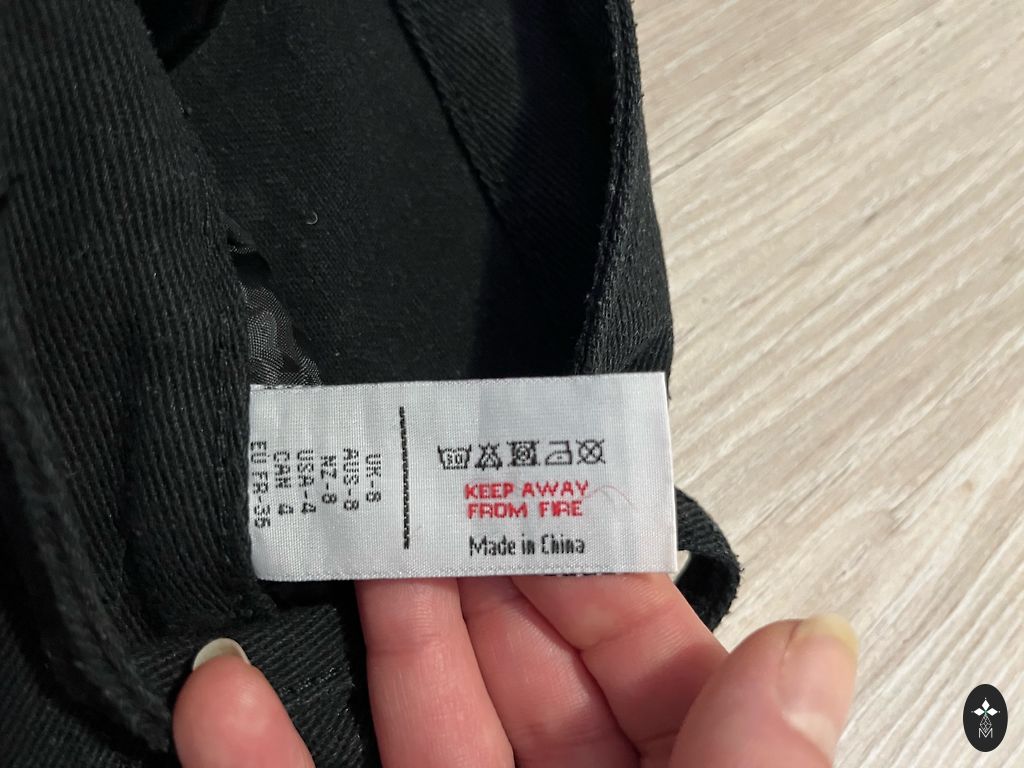 UK-8
AUS-8
NZ-8
USA-4
CAN 4
EU FR-36
30
KEEP AWAY
FROM FIRE
Made in China
M